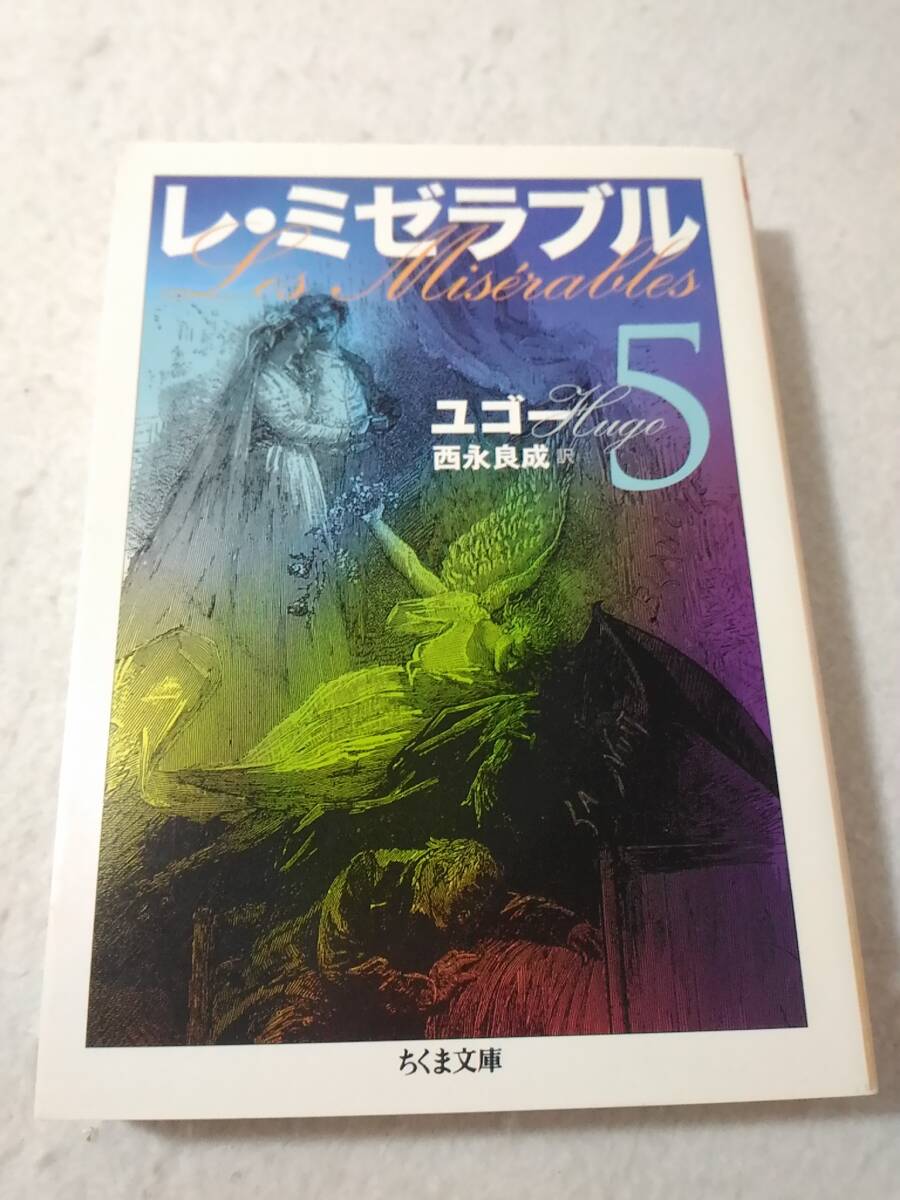 レ・ミゼラブル
Les Misérables
5
ユゴー
Hugo
西永良成 訳
ちくま文庫